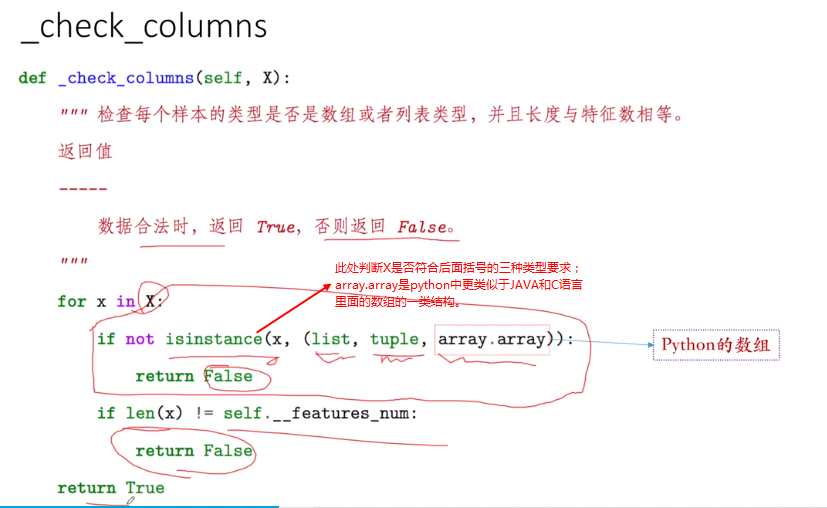 _check_columns
def _check_columns(self, X):
""" 检查每个样本的类型是否是数组或者列表类型，并且长度与特征数相等。
返回值
-----
数据合法时，返回 True，否则返回 False。
"""
此处判断X是否符合后面括号的三种类型要求；
array.array是python中更类似于JAVA和C语言
里面的数组的一类结构。
for x in X:
if not isinstance(x, (list, tuple, array.array)):
Python的数组
return False
if len(x) != self.__features_num:
return False
return True